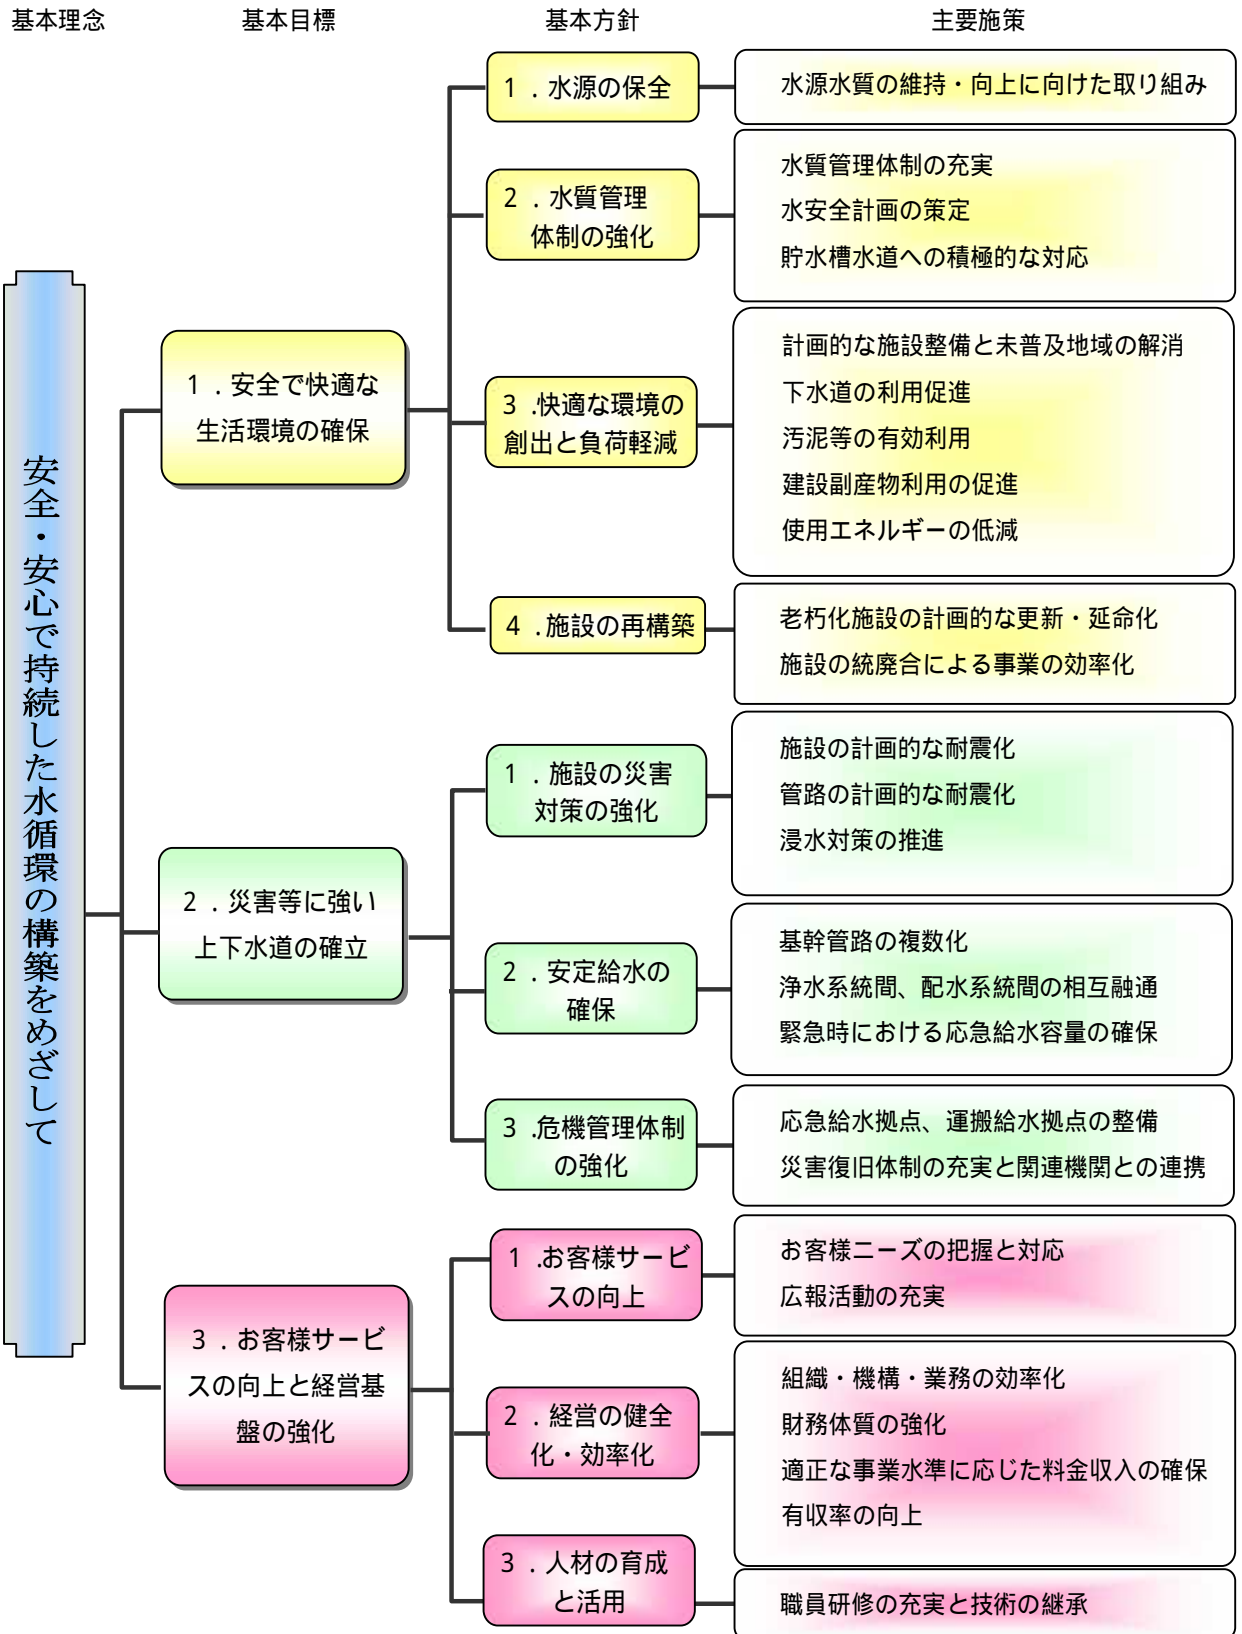 基本理念
基本目標
基本方針
主要施策
安全・安心で持続した水循環の構築をめざして
1．安全で快適な
生活環境の確保
1．水源の保全
水源水質の維持・向上に向けた取り組み
2．水質管理
体制の強化
水質管理体制の充実
水安全計画の策定
貯水槽水道への積極的な対応
3．快適な環境の
創出と負荷軽減
計画的な施設整備と未普及地域の解消
下水道の利用促進
汚泥等の有効利用
建設副産物利用の促進
使用エネルギーの低減
4．施設の再構築
老朽化施設の計画的な更新・延命化
施設の統廃合による事業の効率化
2．災害等に強い
上下水道の確立
1．施設の災害
対策の強化
施設の計画的な耐震化
管路の計画的な耐震化
浸水対策の推進
2．安定給水の
確保
基幹管路の複数化
浄水系統間、配水系統間の相互融通
緊急時における応急給水容量の確保
3．危機管理体制
の強化
応急給水拠点、運搬給水拠点の整備
災害復旧体制の充実と関連機関との連携
3．お客様サービ
スの向上と経営基
盤の強化
1．お客様サービ
スの向上
お客様ニーズの把握と対応
広報活動の充実
2．経営の健全
化・効率化
組織・機構・業務の効率化
財務体質の強化
適正な事業水準に応じた料金収入の確保
有収率の向上
3．人材の育成
と活用
職員研修の充実と技術の継承